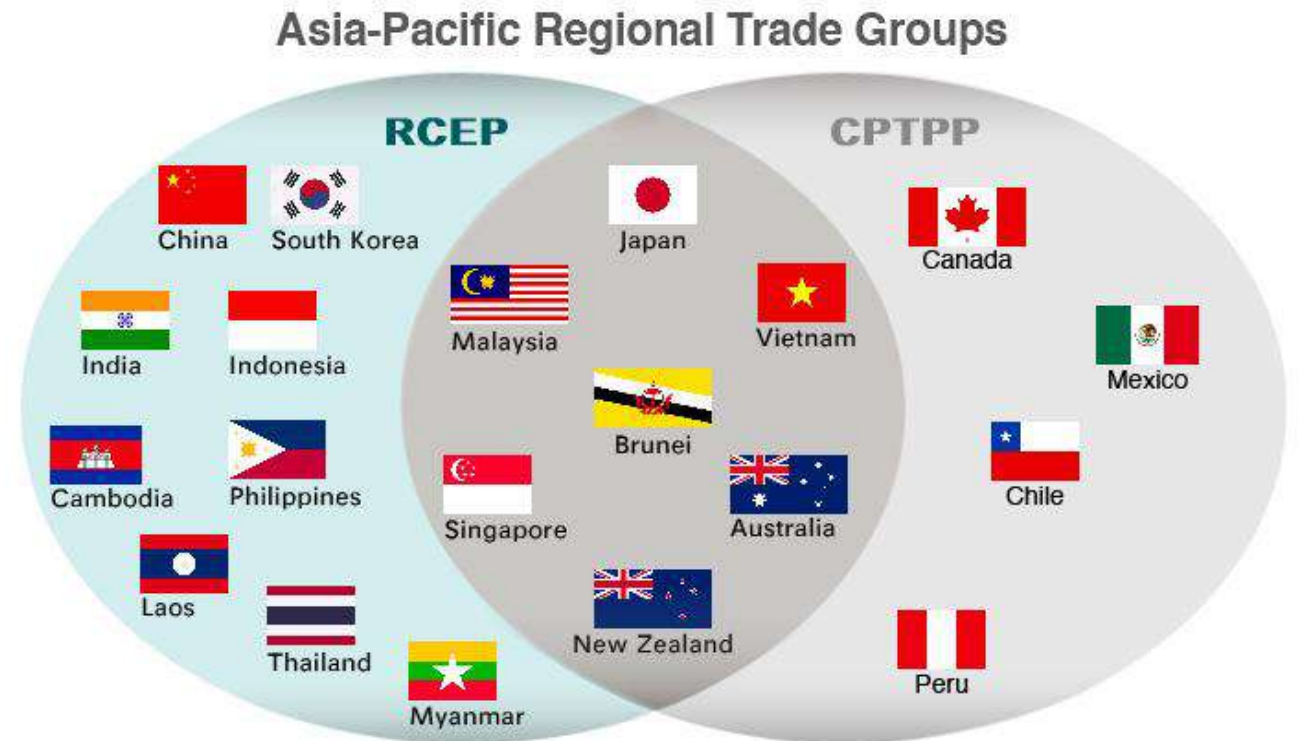 Asia-Pacific Regional Trade Groups
RCEP
CPTPP
China
South Korea
Japan
Canada
India
Indonesia
Malaysia
Vietnam
Mexico
Cambodia
Philippines
Brunei
Singapore
Australia
Chile
Laos
Thailand
New Zealand
Myanmar
Peru